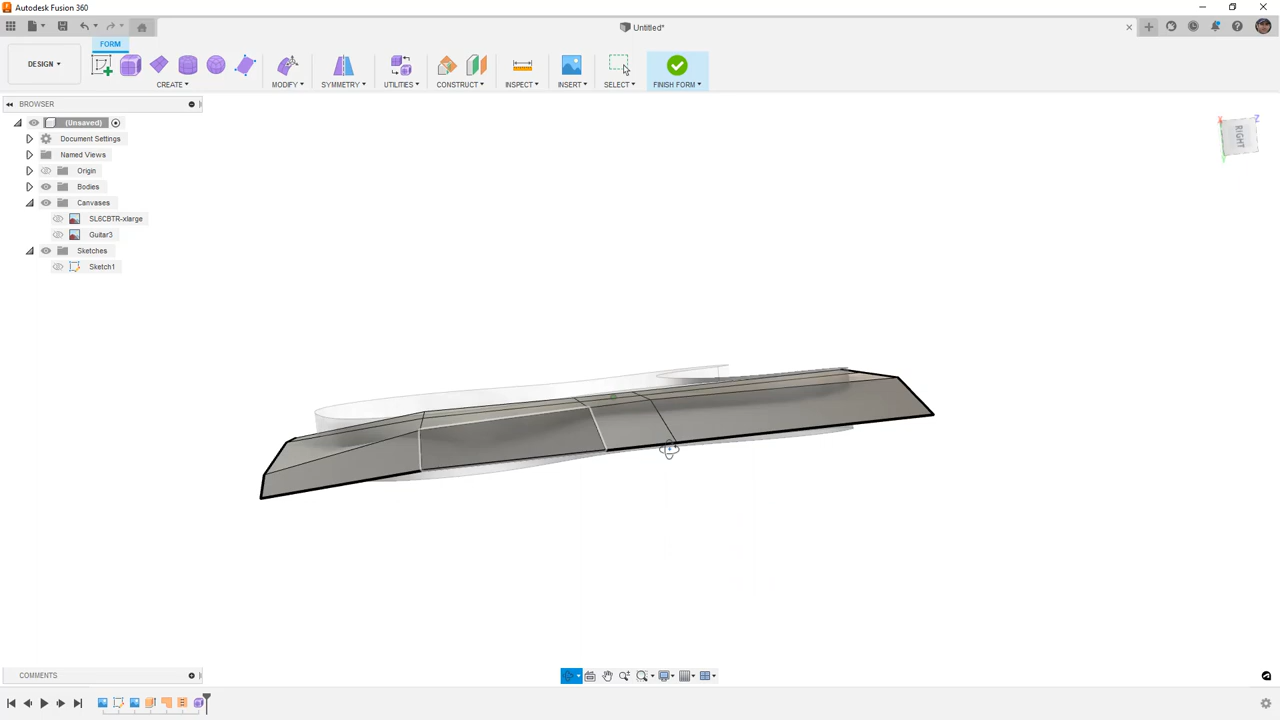 Autodesk Fusion 360
Untitled*
FORM
DESIGN
CREATE
MODIFY
SYMMETRY
UTILITIES
CONSTRUCT
INSPECT
INSERT
SELECT
FINISH FORM
BROWSER
(Unsaved)
Document Settings
Named Views
Origin
Bodies
Canvases
SL6CBTR-xlarge
Guitar3
Sketches
Sketch1
RIGHT
Z
COMMENTS